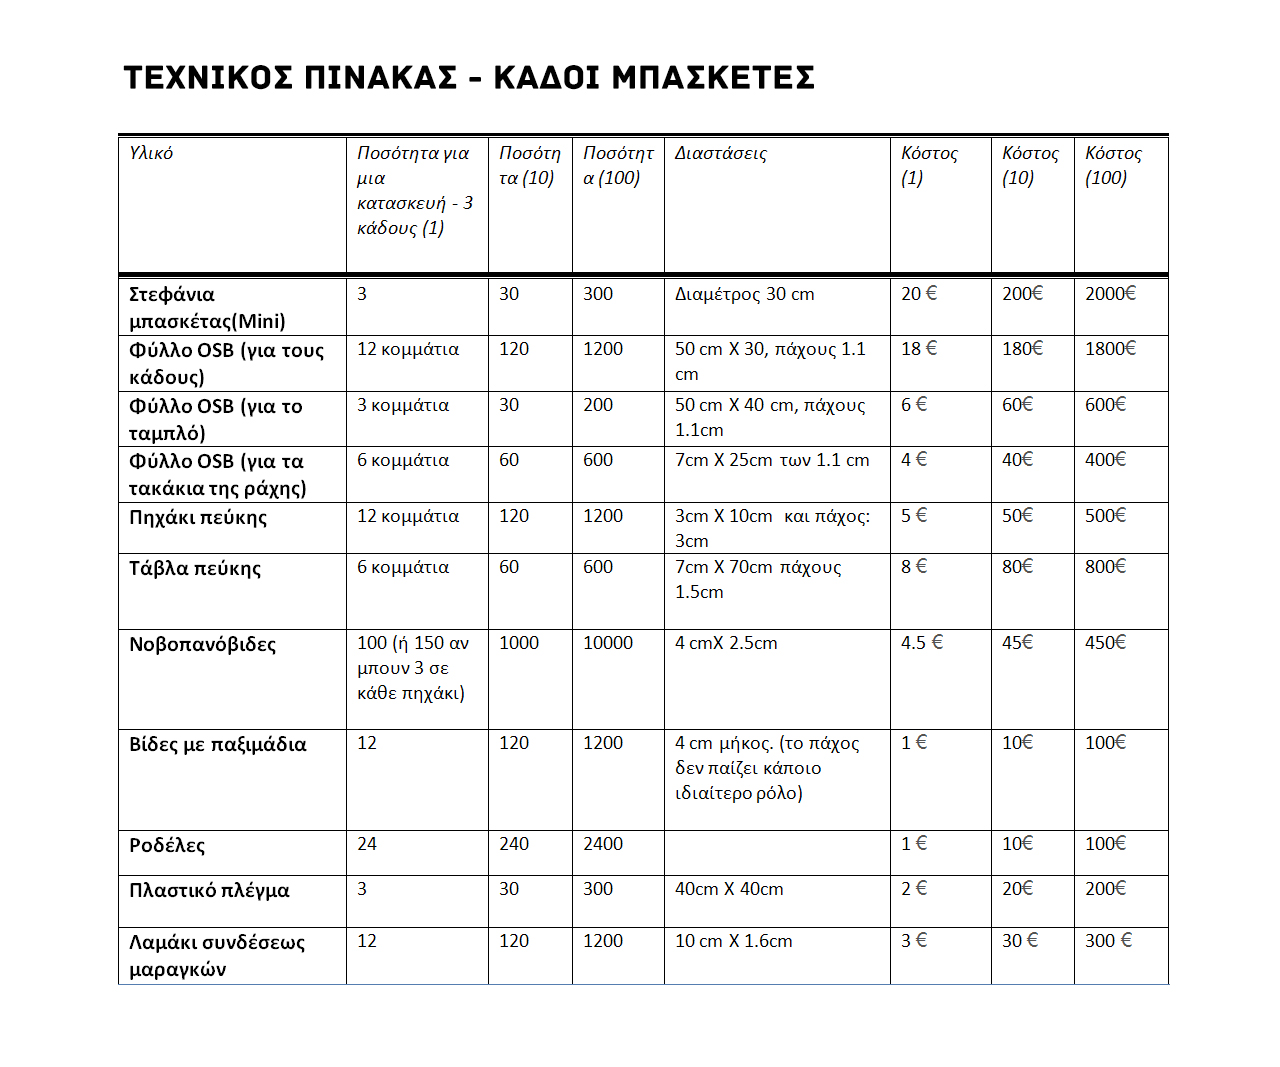 ΤΕΧΝΙΚΟΣ ΠΙΝΑΚΑΣ - ΚΑΔΟΙ ΜΠΑΣΚΕΤΕΣ
Υλικό
Ποσότητα για
μια
κατασκευή - 3
κάδους (1)
Ποσότη
τα (10)
Ποσότητ
α (100)
Διαστάσεις
Κόστος
(1)
Κόστος
(10)
Κόστος
(100)
Στεφάνια
μπασκέτας(Mini)
3
30
300
Διαμέτρος 30 cm
20 €
200€
2000€
Φύλλο OSB (για τους
κάδους)
12 κομμάτια
120
1200
50 cm X 30, πάχους 1.1
cm
18 €
180€
1800€
Φύλλο OSB (για το
ταμπλό)
3 κομμάτια
30
200
50 cm X 40 cm, πάχους
1.1cm
6 €
60€
600€
Φύλλο OSB (για τα
τακάκια της ράχης)
6 κομμάτια
60
600
7cm X 25cm των 1.1 cm
4 €
40€
400€
Πηχάκι πεύκης
12 κομμάτια
120
1200
3cm X 10cm και πάχος:
3cm
5 €
50€
500€
Τάβλα πεύκης
6 κομμάτια
60
600
7cm X 70cm πάχους
1.5cm
8 €
80€
800€
Νοβοπανόβιδες
100 (ή 150 αν
μπουν 3 σε
κάθε πηχάκι)
1000
10000
4 cmX 2.5cm
4.5 €
45€
450€
Βίδες με παξιμάδια
12
120
1200
4 cm μήκος. (το πάχος
δεν παίζει κάποιο
ιδιαίτερο ρόλο)
1 €
10€
100€
Ροδέλες
24
240
2400
1 €
10€
100€
Πλαστικό πλέγμα
3
30
300
40cm X 40cm
2 €
20€
200€
Λαμάκι συνδέσεως
μαραγκών
12
120
1200
10 cm X 1.6cm
3 €
30 €
300 €